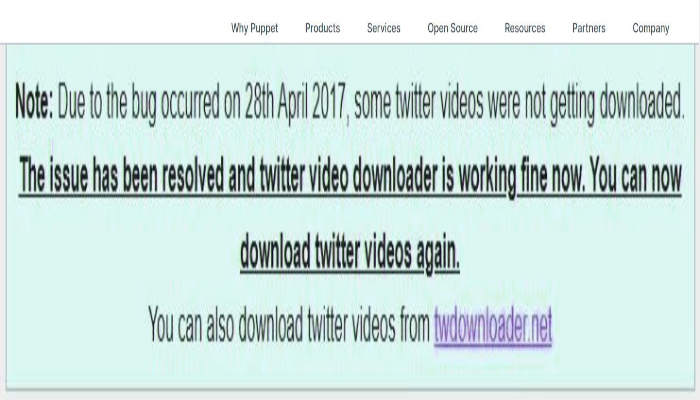 Why Puppet Products Services Open Source Resources Partners Company
Note: Due to the bug occurred on 28th April 2017, some twitter videos were not getting downloaded.
The issue has been resolved and twitter video downloader is working fine now. You can now
download twitter videos again.
You can also download twitter videos from twdownloader.net